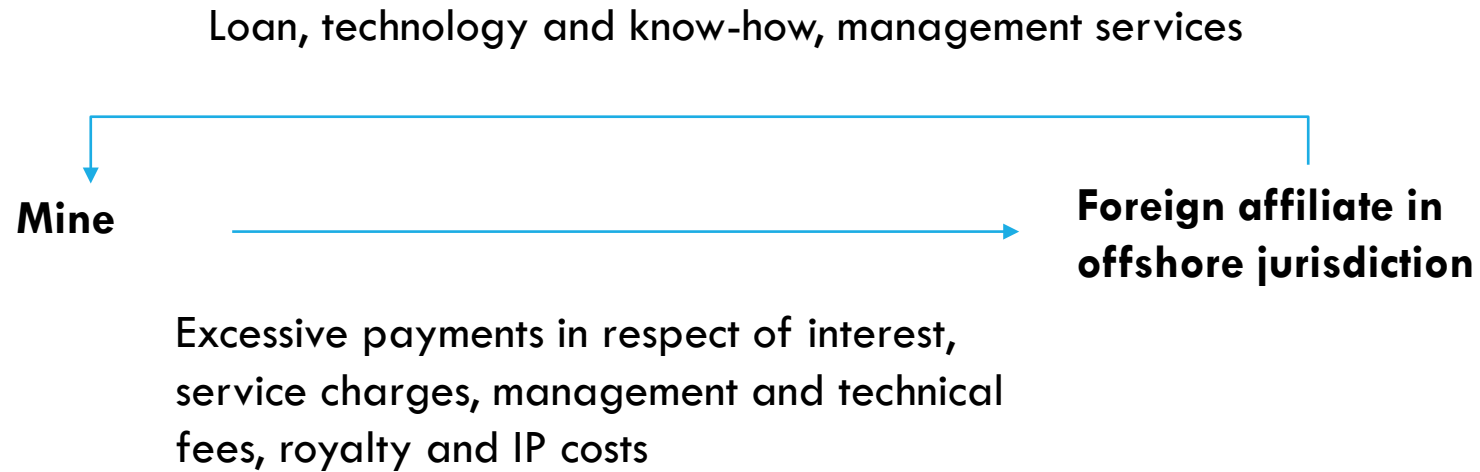 Loan, technology and know-how, management services
Mine
Foreign affiliate in
offshore jurisdiction
Excessive payments in respect of interest,
service charges, management and technical
fees, royalty and IP costs